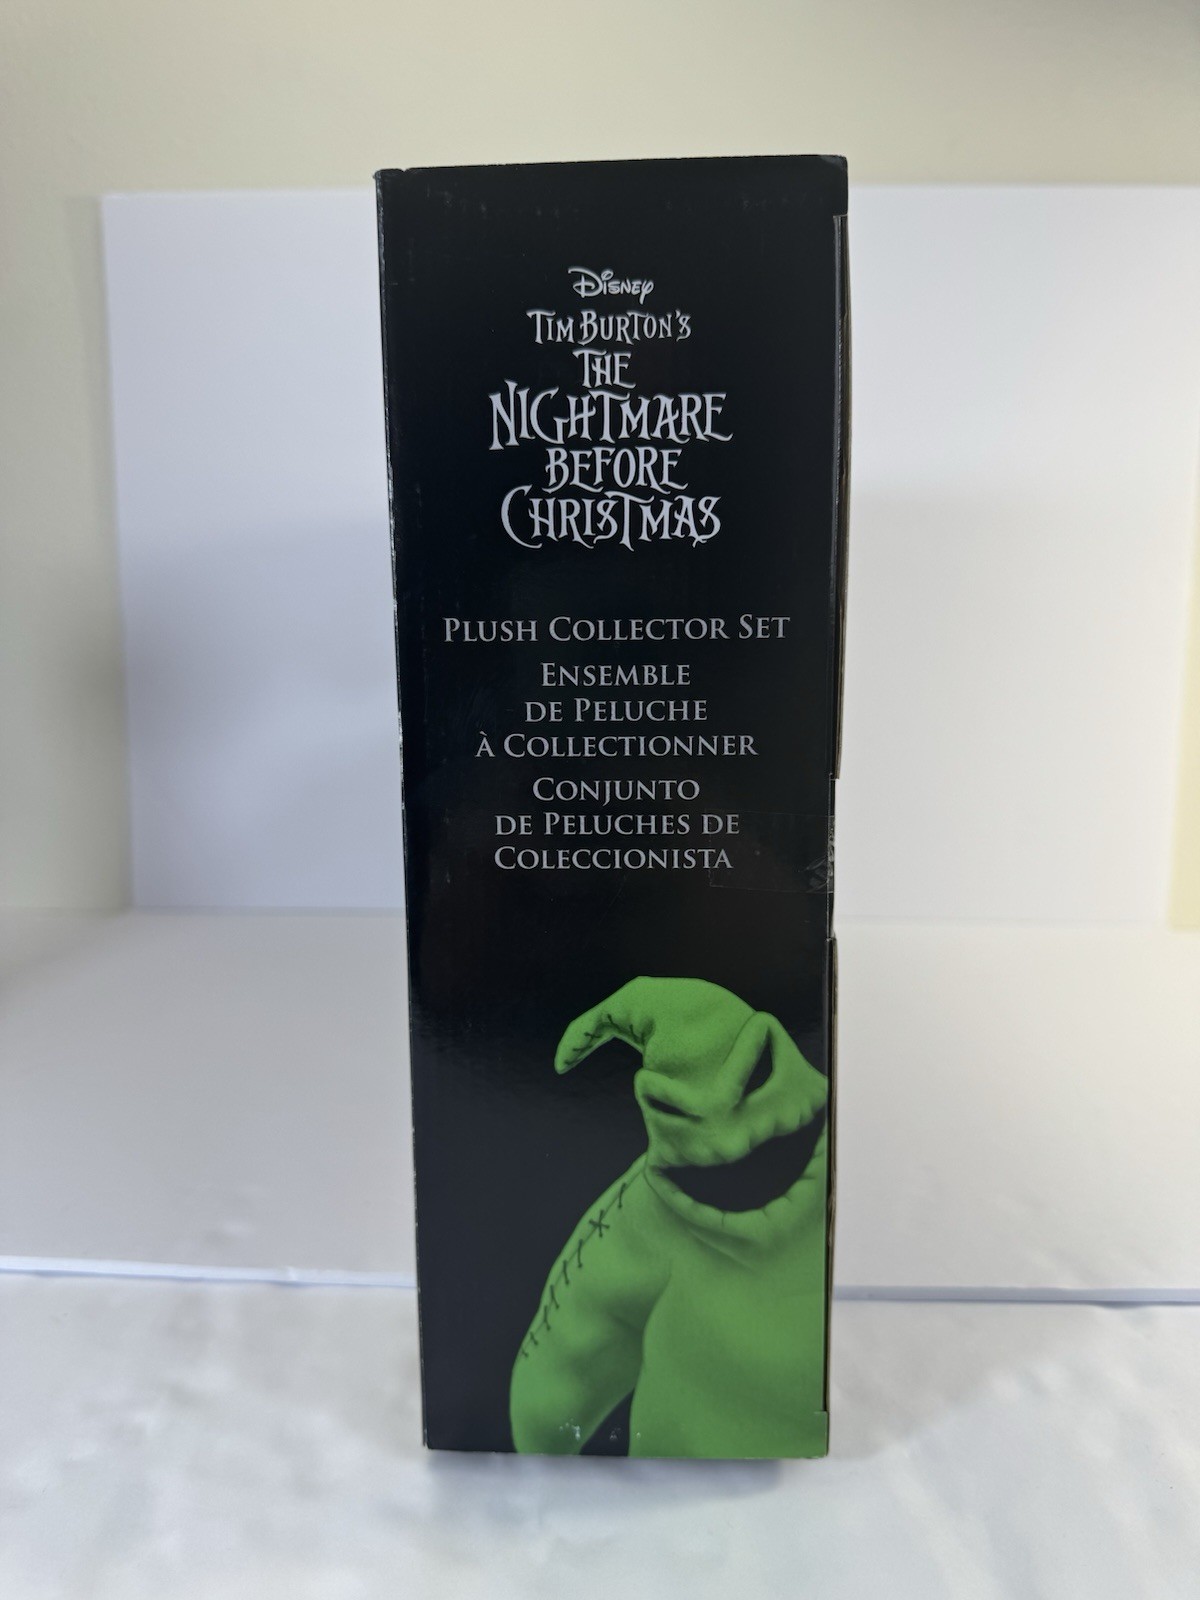 Disney
Tim Burton's
The
Nightmare
Before
Christmas
Plush Collector Set
Ensemble
de Peluche
à Collectionner
Conjunto
de Peluches de
Coleccionista